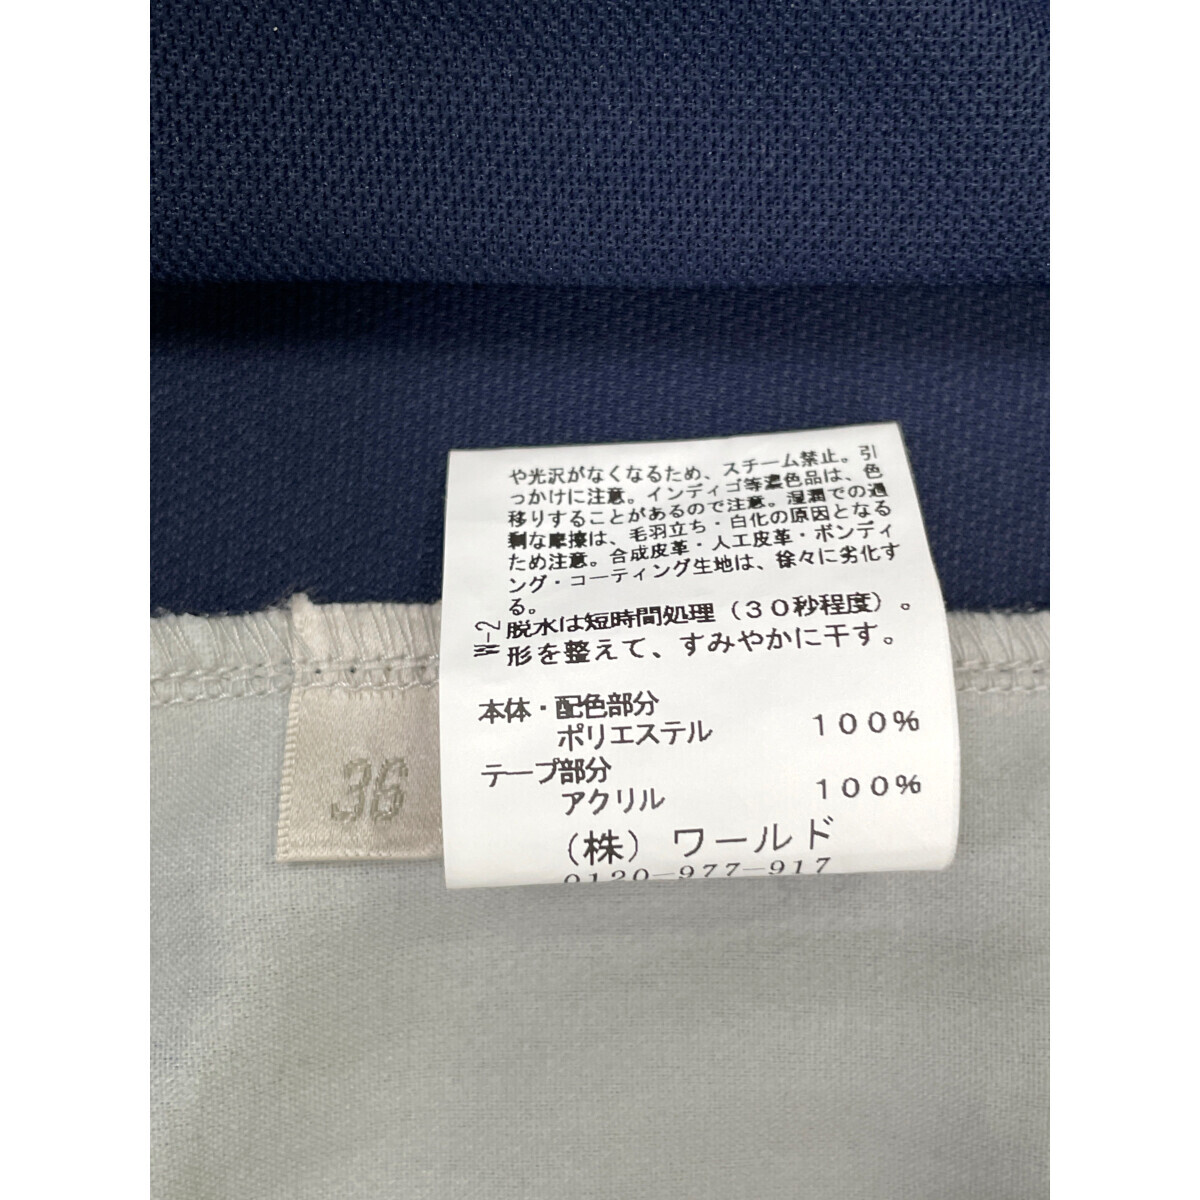 や光沢がなくなるため、スチーム禁止。引
っかけに注意。インディゴ等濃色品は、色
移りすることがあるので注意。湿潤での過
剰な摩擦は、毛羽立ち・白化の原因となる
ため注意。合成皮革・人工皮革・ボンディ
ング・コーティング生地は、徐々に劣化す
る。
W-2
脱水は短時間処理（30秒程度）。
形を整えて、すみやかに干す。
本体・配色部分
ポリエステル 100%
テープ部分
アクリル 100%
（株）ワールド
0120-977-917
36